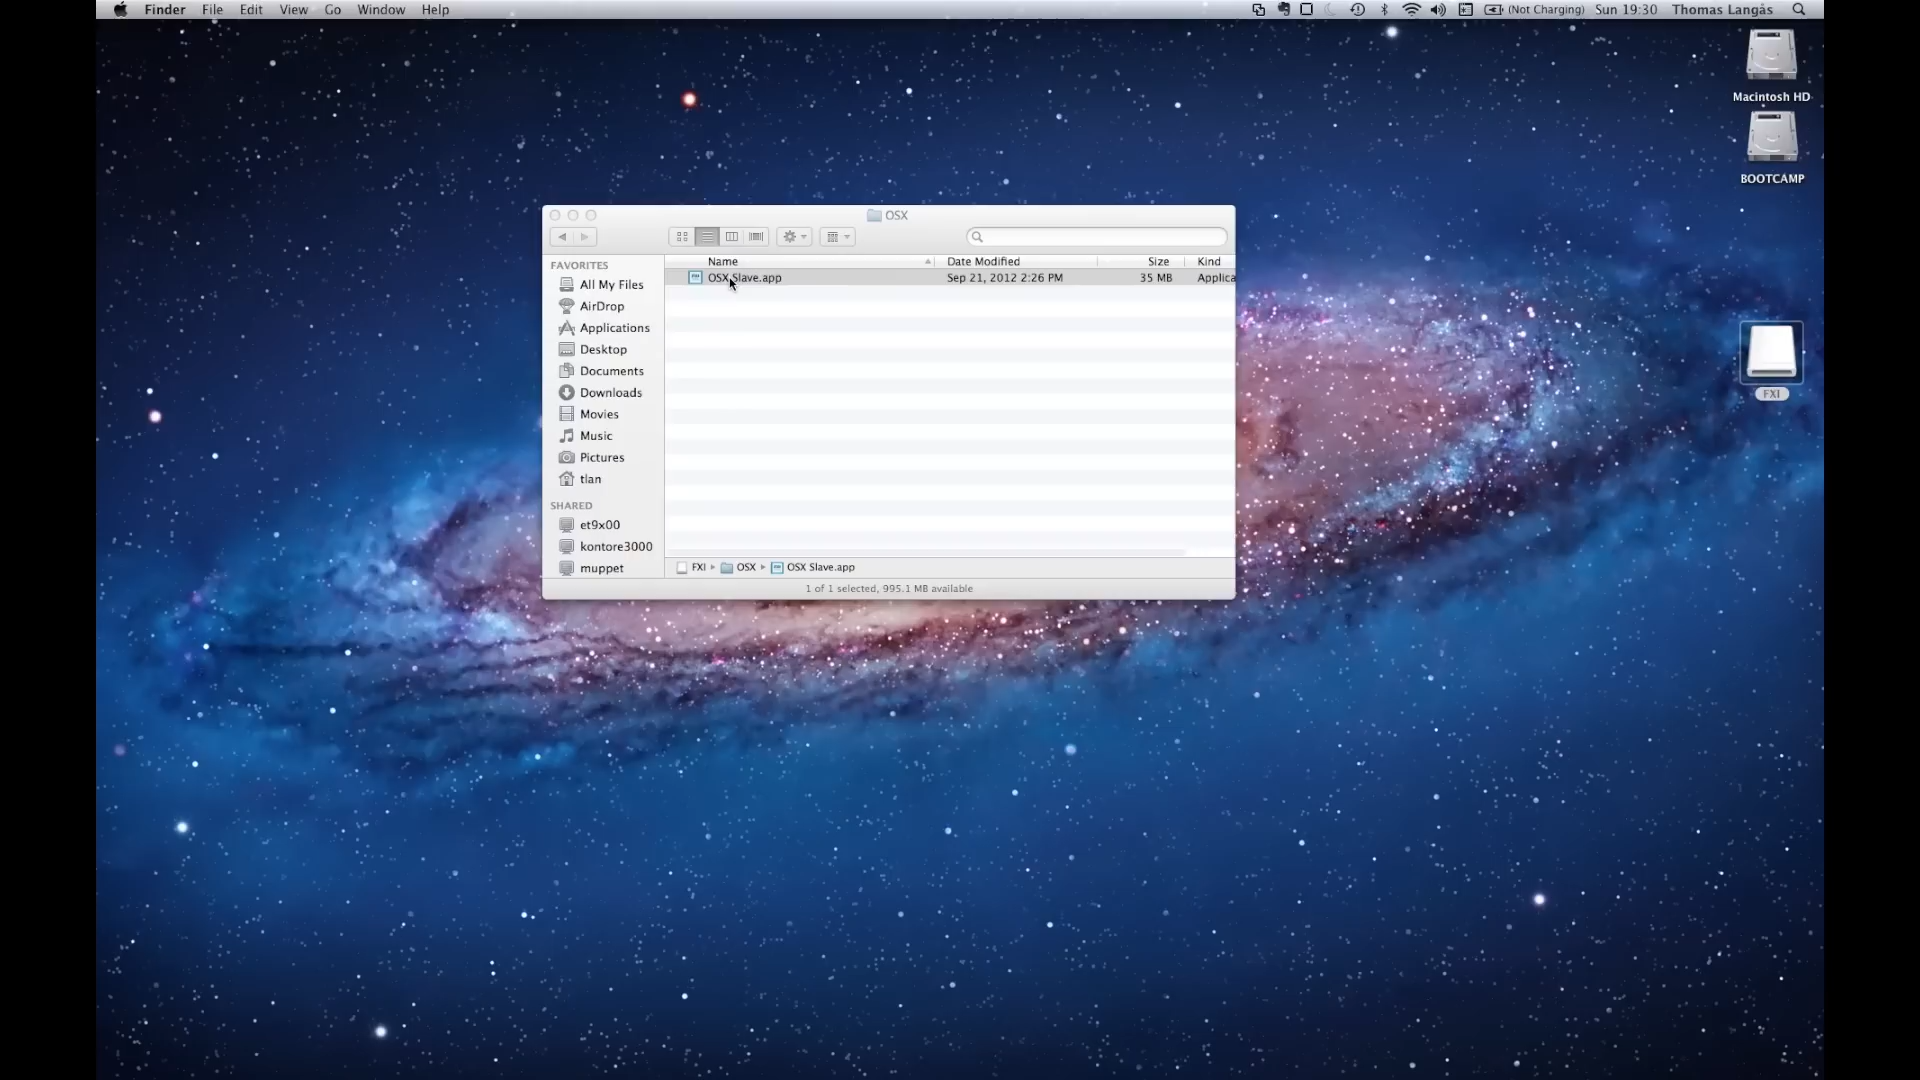 Finder File Edit View Go Window Help (Not Charging) Sun 19:30 Thomas Langås
Macintosh HD
BOOTCAMP
FXI
OSX
Name Date Modified Size Kind
OSX Slave.app Sep 21, 2012 2:26 PM 35 MB Applica
FAVORITES
All My Files
AirDrop
Applications
Desktop
Documents
Downloads
Movies
Music
Pictures
tlan
SHARED
et9x00
kontore3000
muppet
FXI OSX OSX Slave.app
1 of 1 selected, 995.1 MB available